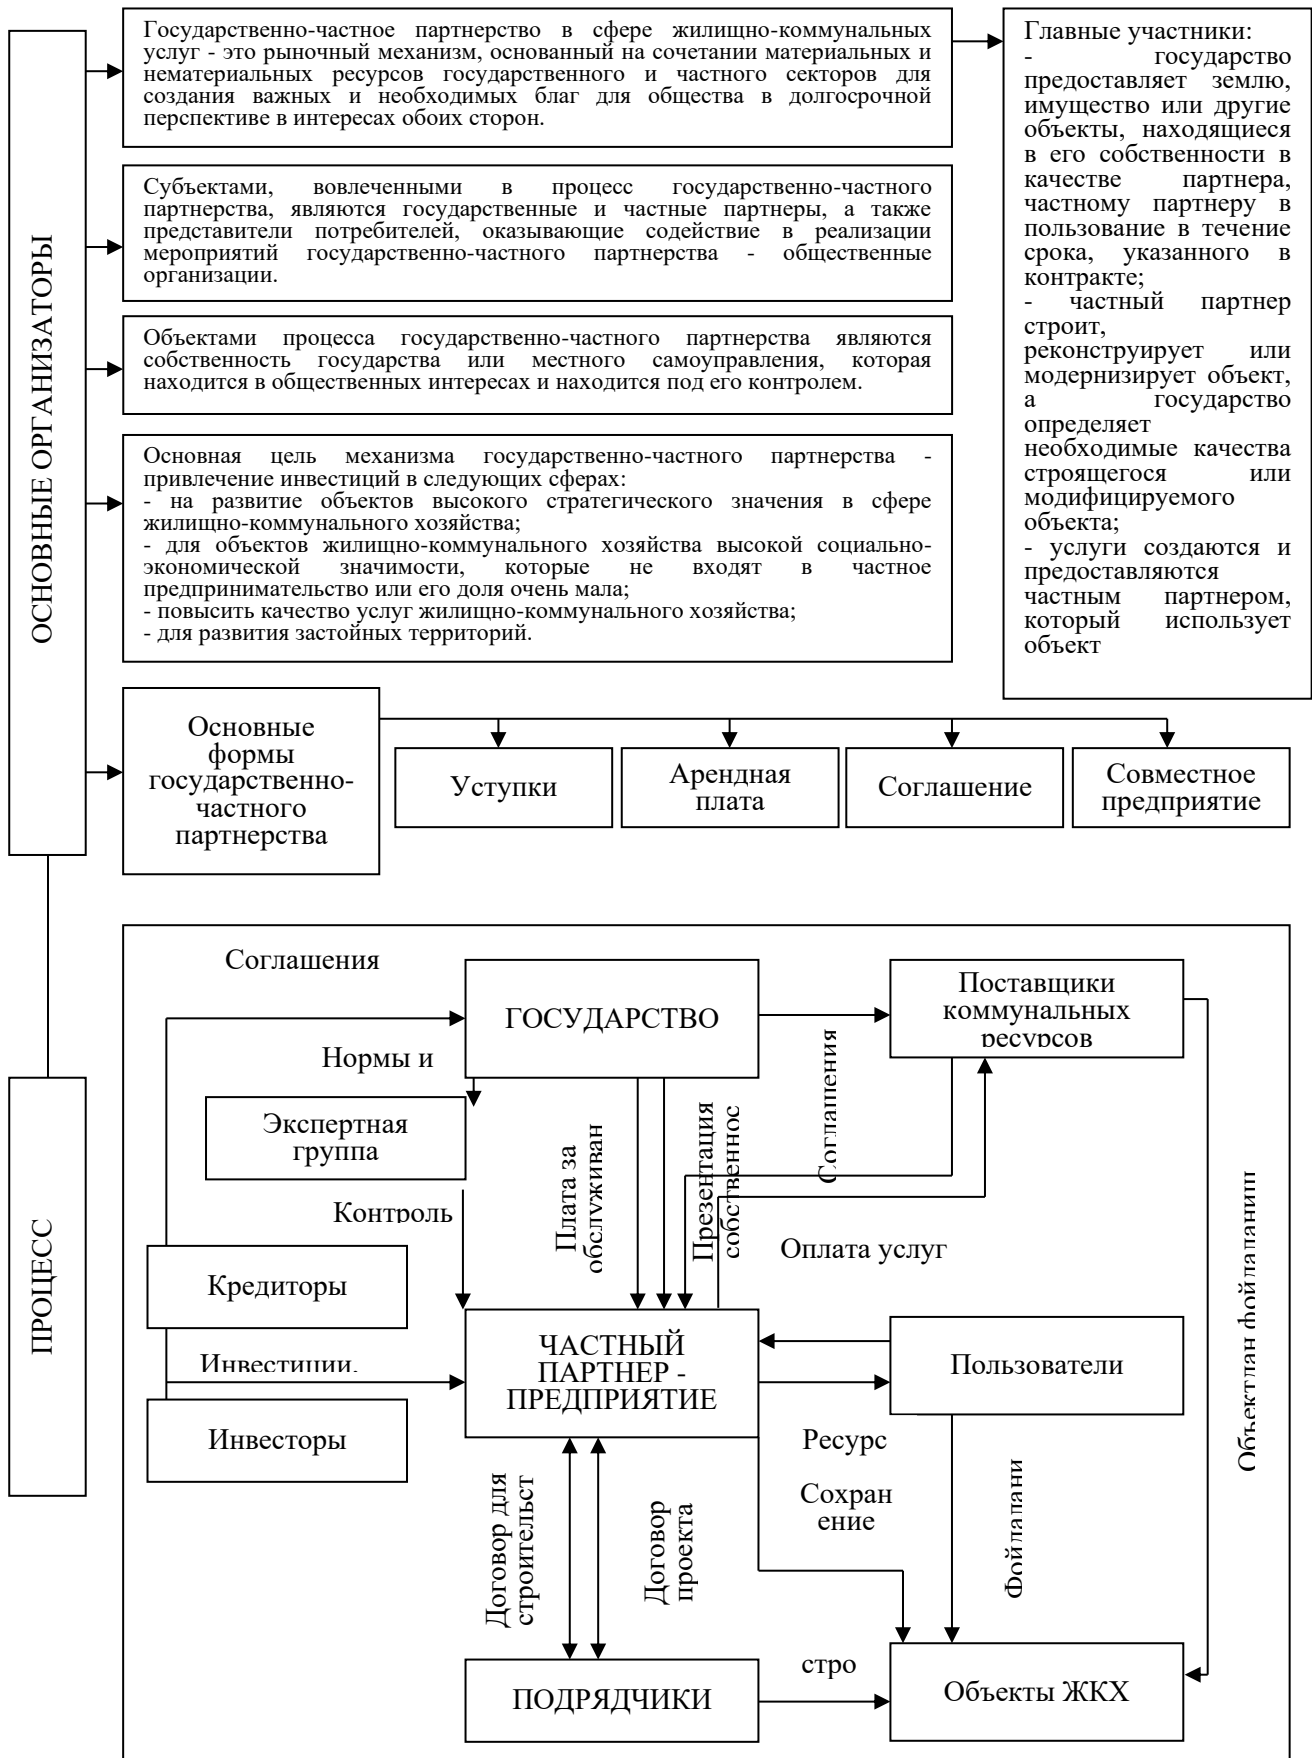 ОСНОВНЫЕ ОРГАНИЗАТОРЫ
Государственно-частное партнерство в сфере жилищно-коммунальных
услуг - это рыночный механизм, основанный на сочетании материальных и
нематериальных ресурсов государственного и частного секторов для
создания важных и необходимых благ для общества в долгосрочной
перспективе в интересах обоих сторон.
Субъектами, вовлеченными в процесс государственно-частного
партнерства, являются государственные и частные партнеры, а также
представители потребителей, оказывающие содействие в реализации
мероприятий государственно-частного партнерства - общественные
организации.
Объектами процесса государственно-частного партнерства являются
собственность государства или местного самоуправления, которая
находится в общественных интересах и находится под его контролем.
Основная цель механизма государственно-частного партнерства -
привлечение инвестиций в следующих сферах:
- на развитие объектов высокого стратегического значения в сфере
жилищно-коммунального хозяйства;
- для объектов жилищно-коммунального хозяйства высокой социально-
экономической значимости, которые не входят в частное
предпринимательство или его доля очень мала;
- повысить качество услуг жилищно-коммунального хозяйства;
- для развития застойных территорий.
Главные участники:
- государство
предоставляет землю,
имущество или другие
объекты, находящиеся
в его собственности в
качестве партнера,
частному партнеру в
пользование в течение
срока, указанного в
контракте;
- частный партнер
строит,
реконструирует или
модернизирует объект,
а государство
определяет
необходимые качества
строящегося или
модифицируемого
объекта;
- услуги создаются и
предоставляются
частным партнером,
который использует
объект
Основные
формы
государственно-
частного
партнерства
Уступки
Арендная
плата
Соглашение
Совместное
предприятие
ПРОЦЕСС
Соглашения
ГОСУДАРСТВО
Поставщики
коммунальных
ресурсов
Нормы и
Экспертная
группа
Соглашения
Плата за
обслуживан
Презентация
собственнос
Контроль
Оплата услуг
Объектдан фойдаланиш
Кредиторы
Инвестиции,
Инвесторы
ЧАСТНЫЙ
ПАРТНЕР -
ПРЕДПРИЯТИЕ
Пользователи
Ресурс
Сохран
ение
Фойдалани
Договор для
строительст
Договор
проекта
ПОДРЯДЧИКИ
стро
Объекты ЖКХ